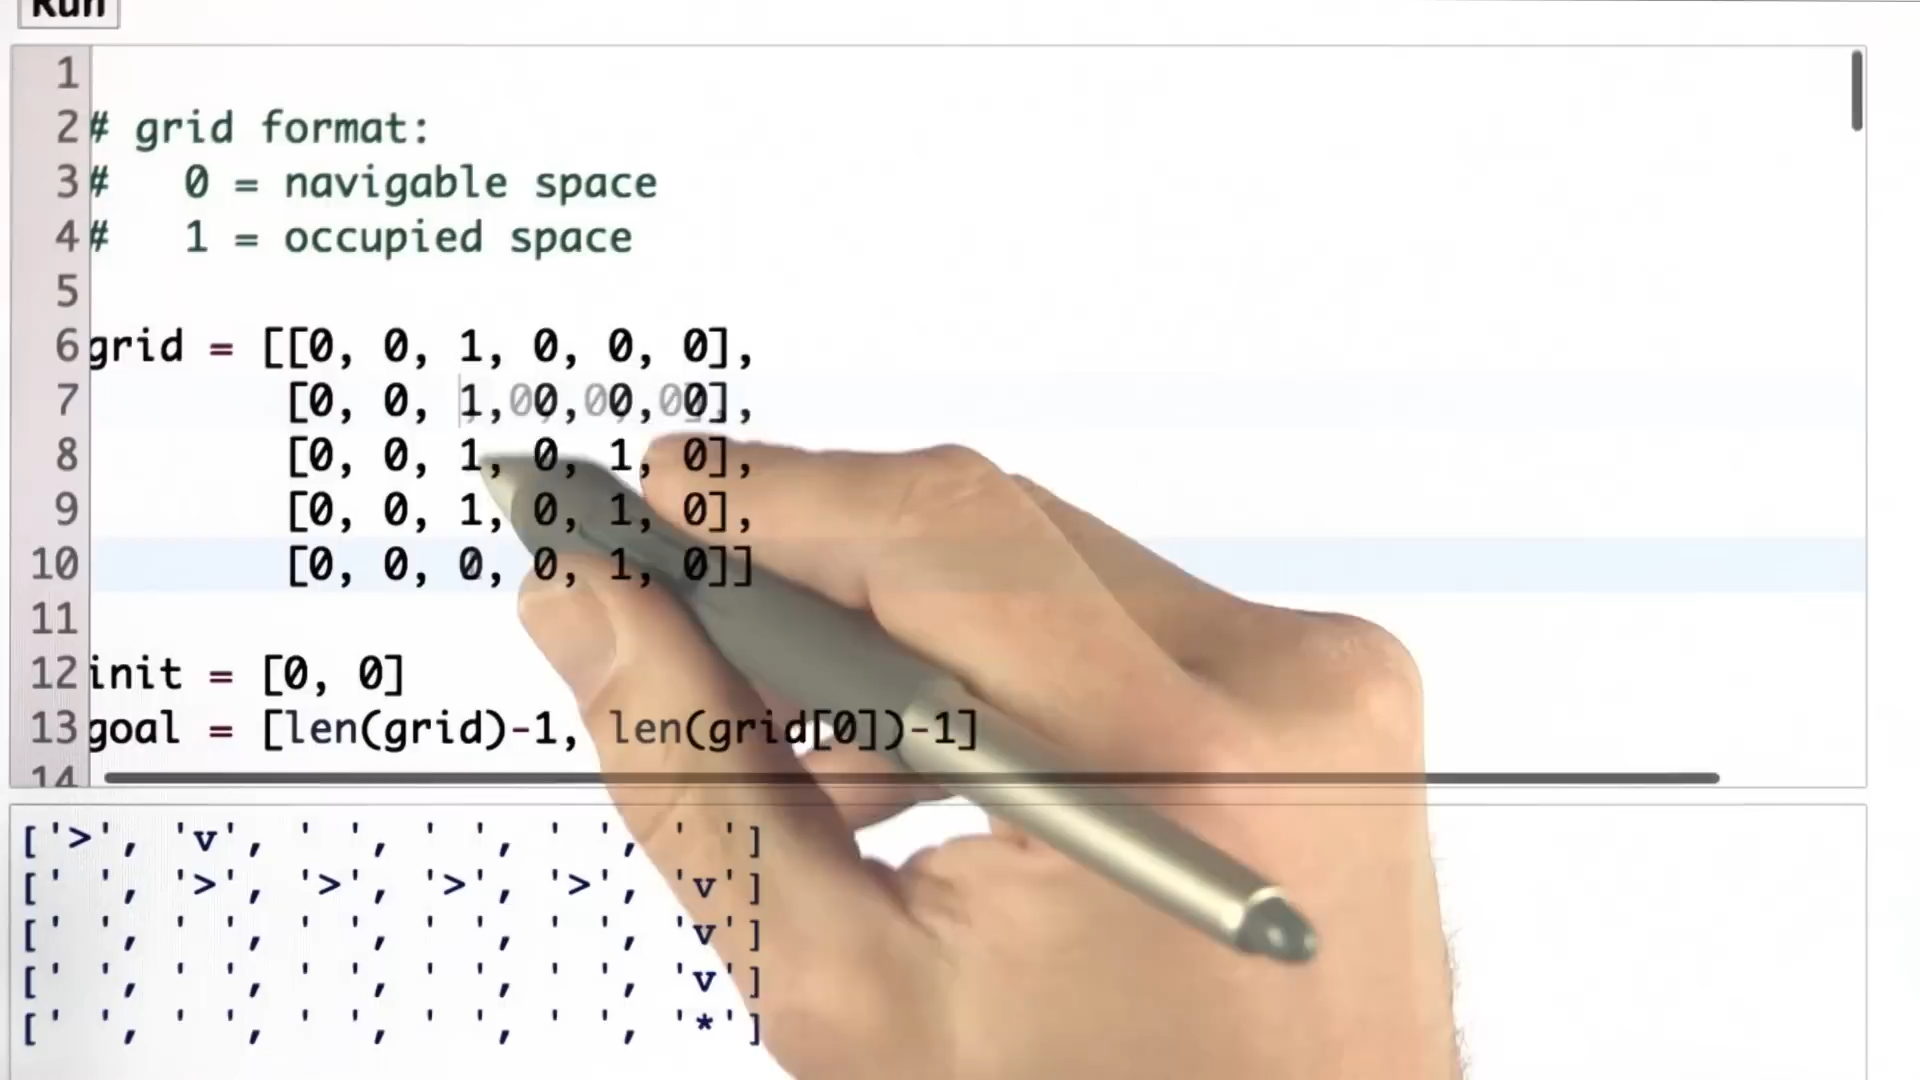 Run
1
2 # grid format:
3 #   0 = navigable space
4 #   1 = occupied space
5
6 grid = [[0, 0, 1, 0, 0, 0],
7         [0, 0, 1, 0, 0, 0],
8         [0, 0, 1, 0, 1, 0],
9         [0, 0, 1, 0, 1, 0],
10        [0, 0, 0, 0, 1, 0]]
11
12 init = [0, 0]
13 goal = [len(grid)-1, len(grid[0])-1]
14
['>', 'v', ' ', ' ', ' ', ' ']
[' ', '>', '>', '>', '>', 'v']
[' ', ' ', ' ', ' ', ' ', 'v']
[' ', ' ', ' ', ' ', ' ', 'v']
[' ', ' ', ' ', ' ', ' ', '*']